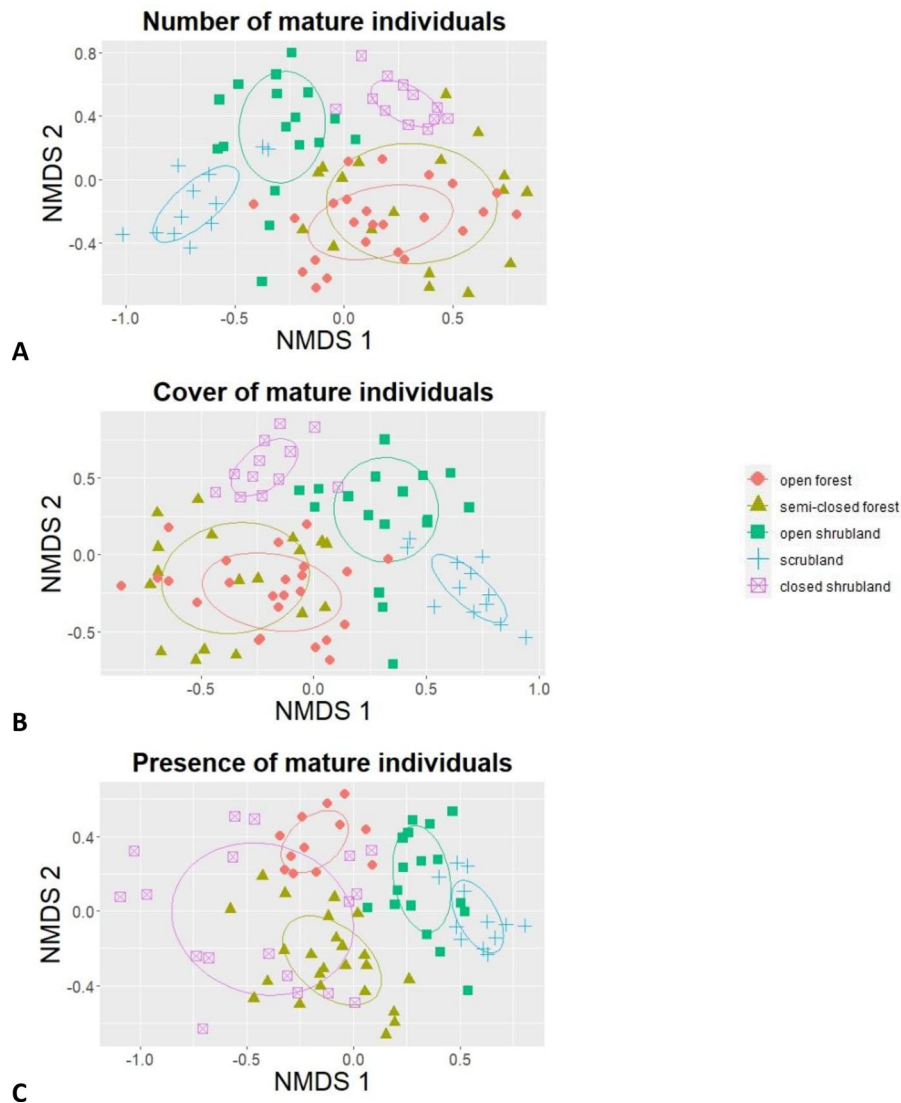 Number of mature individuals
0.8
0.4
0.0
-0.4
NMDS 2
-1.0 -0.5 0.0 0.5
NMDS 1
A
Cover of mature individuals
0.5
0.0
-0.5
NMDS 2
-0.5 0.0 0.5 1.0
NMDS 1
B
open forest
semi-closed forest
open shrubland
scrubland
closed shrubland
Presence of mature individuals
0.4
0.0
-0.4
NMDS 2
-1.0 -0.5 0.0 0.5
NMDS 1
C